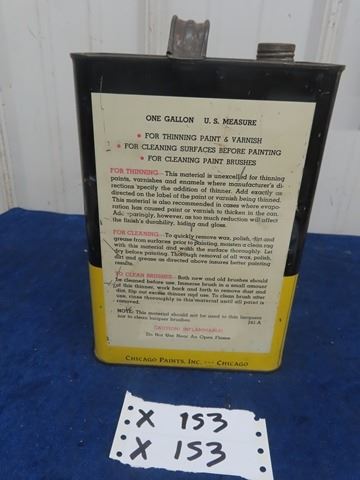 ONE GALLON U. S. MEASURE
• FOR THINNING PAINT & VARNISH
• FOR CLEANING SURFACES BEFORE PAINTING
• FOR CLEANING PAINT BRUSHES
FOR THINNING—This material is unexcelled for thinning
paints, varnishes and enamels where manufacturer's di-
rections specify the addition of thinner. Add exactly as
directed on the label of the paint or varnish being thinned.
This material is also recommended in cases where evapo-
ration has caused paint or varnish to thicken in the can.
Add sparingly, however, as too much reduction will affect
the finish's durability, hiding and gloss.
FOR CLEANING—To quickly remove wax, polish, dirt and
grease from surfaces prior to painting, moisten a clean rag
with this material and wash the surface thoroughly. Let
dry before painting. Thorough removal of all wax, polish,
dirt and grease as directed above insures better painting
results.
TO CLEAN BRUSHES—Both new and old brushes should
be cleaned before use. Immerse brush in a small amount
of this thinner, work back and forth to remove dust and
dirt, flip out excess thinner and use. To clean brush after
use, rinse thoroughly in this material until all paint is
removed.
NOTE: This material should not be used to thin lacquers
nor to clean lacquer brushes. 241-A
CAUTION! INFLAMMABLE!
Do Not Use Near An Open Flame
CHICAGO PAINTS, INC. CHICAGO
X 153
X 153